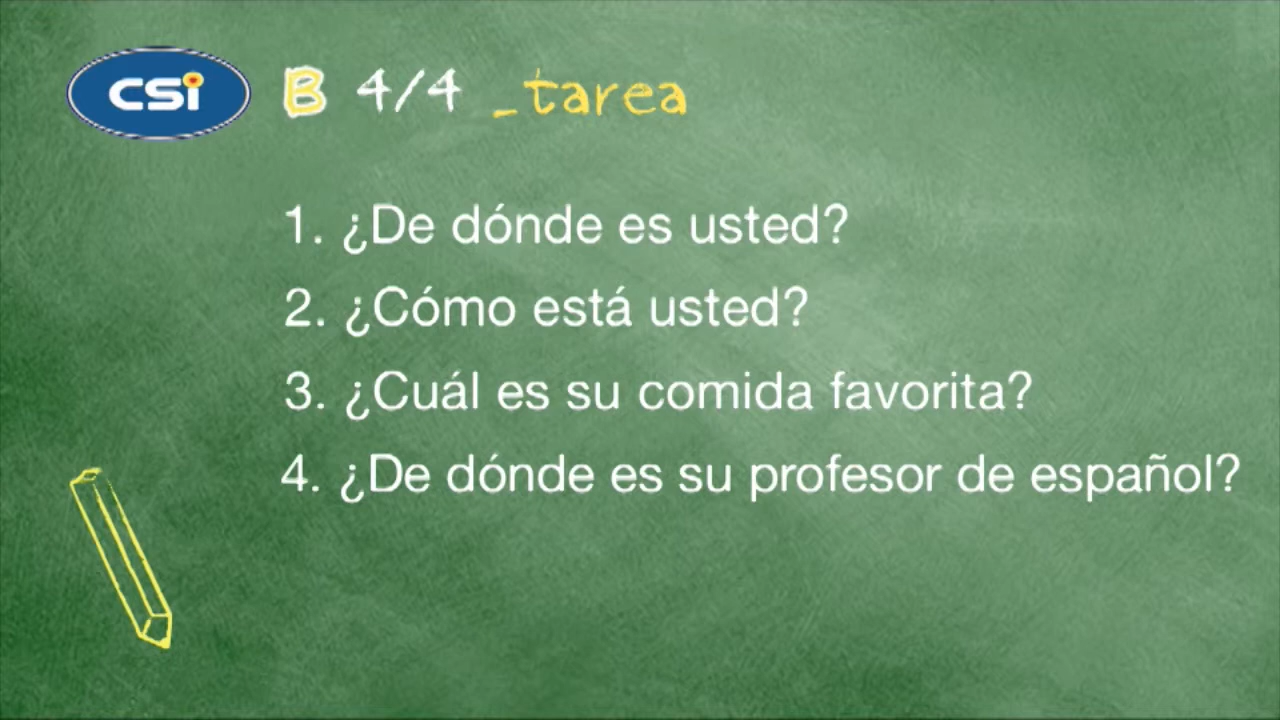 CSi B 4/4 _tarea
1. ¿De dónde es usted?
2. ¿Cómo está usted?
3. ¿Cuál es su comida favorita?
4. ¿De dónde es su profesor de español?